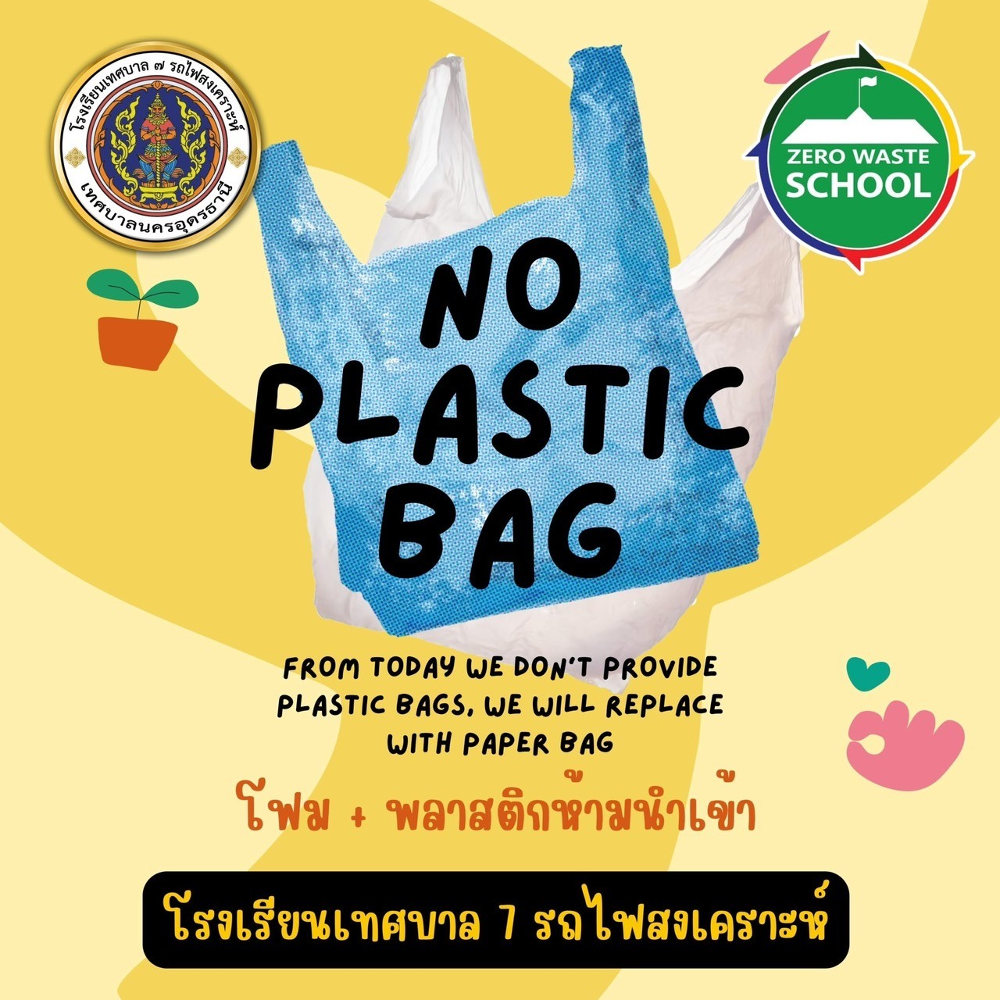 โรงเรียนเทศบาล ๗ รถไฟสงเคราะห์
เทศบาลนครอุดรธานี
ZERO WASTE
SCHOOL
NO
PLASTIC
BAG
FROM TODAY WE DON'T PROVIDE
PLASTIC BAGS, WE WILL REPLACE
WITH PAPER BAG
โฟม + พลาสติกห้ามนำเข้า
โรงเรียนเทศบาล 7 รถไฟสงเคราะห์